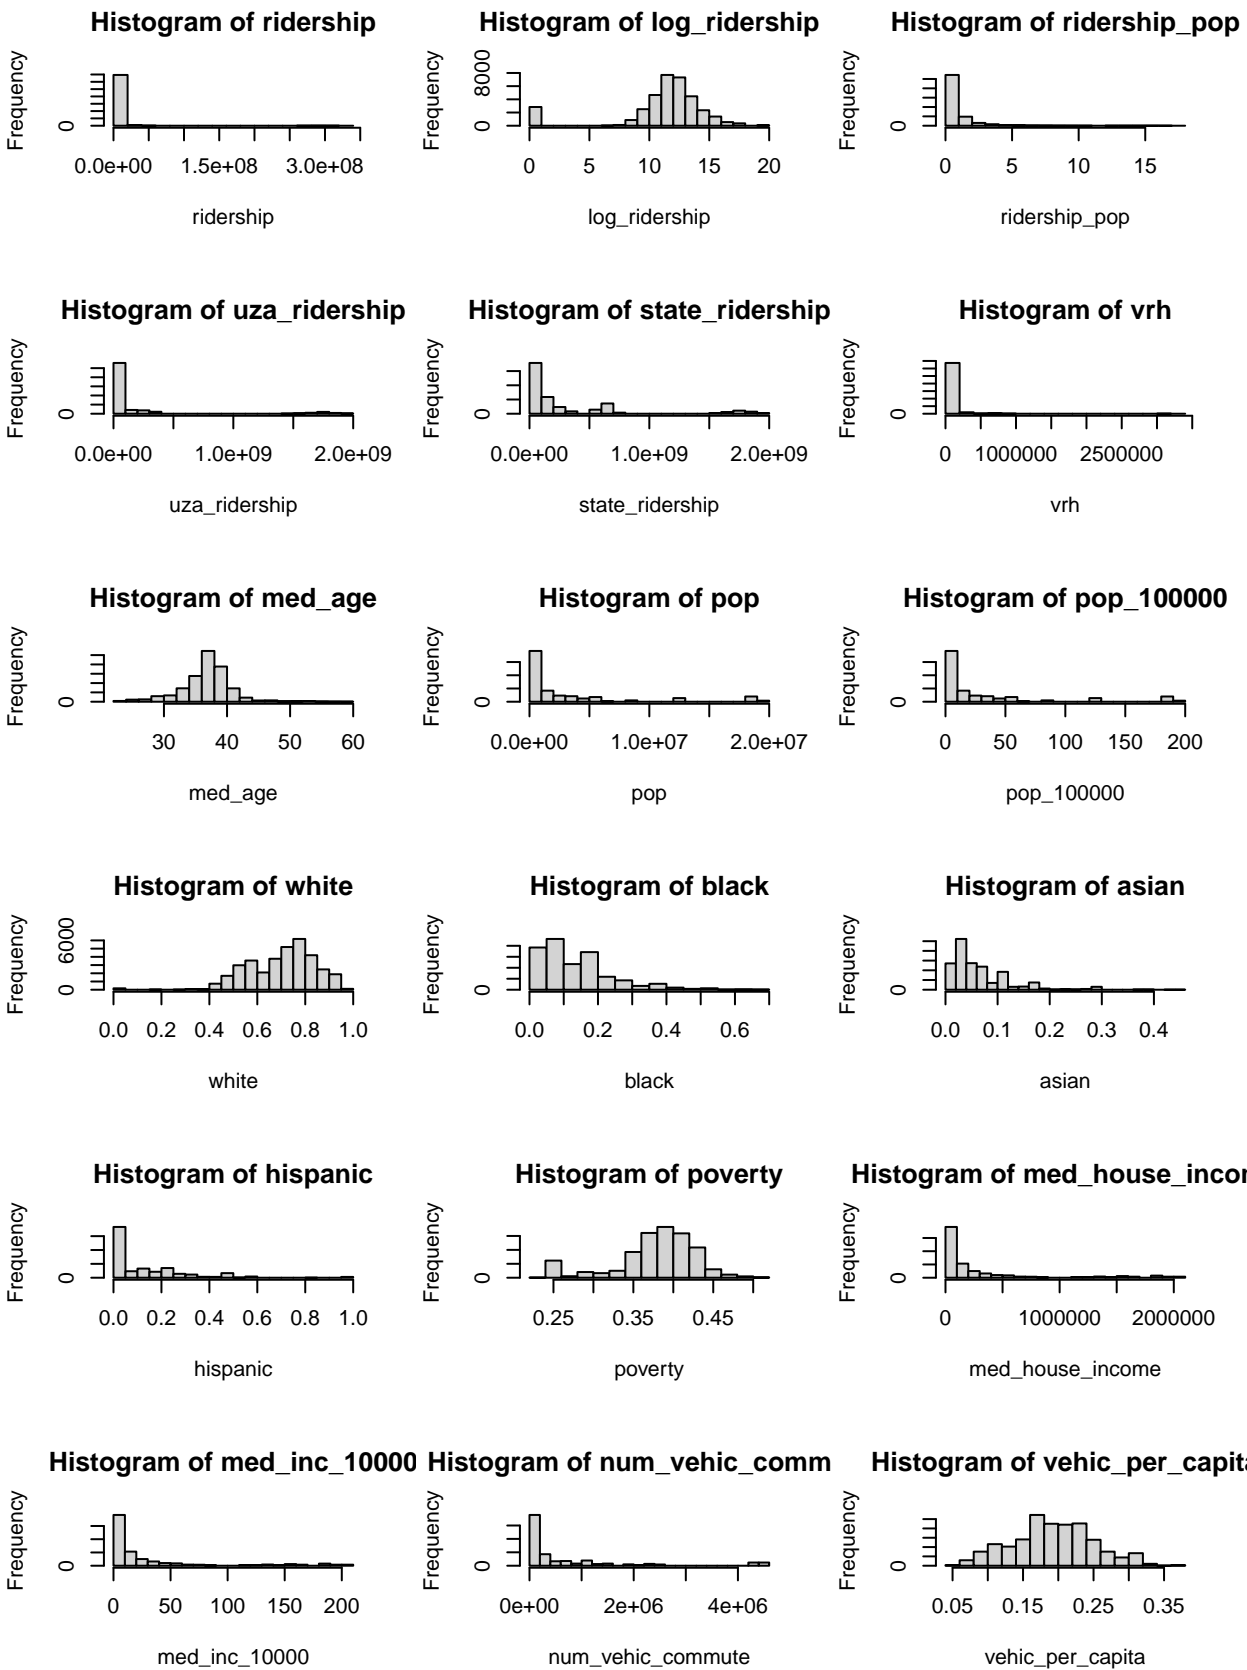 Histogram of ridership
Frequency
0
0.0e+00 1.5e+08 3.0e+08
ridership
Histogram of log_ridership
Frequency
0 8000
0 5 10 15 20
log_ridership
Histogram of ridership_pop
Frequency
0
0 5 10 15
ridership_pop
Histogram of uza_ridership
Frequency
0
0.0e+00 1.0e+09 2.0e+09
uza_ridership
Histogram of state_ridership
Frequency
0
0.0e+00 1.0e+09 2.0e+09
state_ridership
Histogram of vrh
Frequency
0
0 1000000 2500000
vrh
Histogram of med_age
Frequency
0
30 40 50 60
med_age
Histogram of pop
Frequency
0
0.0e+00 1.0e+07 2.0e+07
pop
Histogram of pop_100000
Frequency
0
0 50 100 150 200
pop_100000
Histogram of white
Frequency
0 6000
0.0 0.2 0.4 0.6 0.8 1.0
white
Histogram of black
Frequency
0
0.0 0.2 0.4 0.6
black
Histogram of asian
Frequency
0
0.0 0.1 0.2 0.3 0.4
asian
Histogram of hispanic
Frequency
0
0.0 0.2 0.4 0.6 0.8 1.0
hispanic
Histogram of poverty
Frequency
0
0.25 0.35 0.45
poverty
Histogram of med_house_incor
Frequency
0
0 1000000 2000000
med_house_income
Histogram of med_inc_10000
Frequency
0
0 50 100 150 200
med_inc_10000
Histogram of num_vehic_comm
Frequency
0
0e+00 2e+06 4e+06
num_vehic_commute
Histogram of vehic_per_capita
Frequency
0
0.05 0.15 0.25 0.35
vehic_per_capita